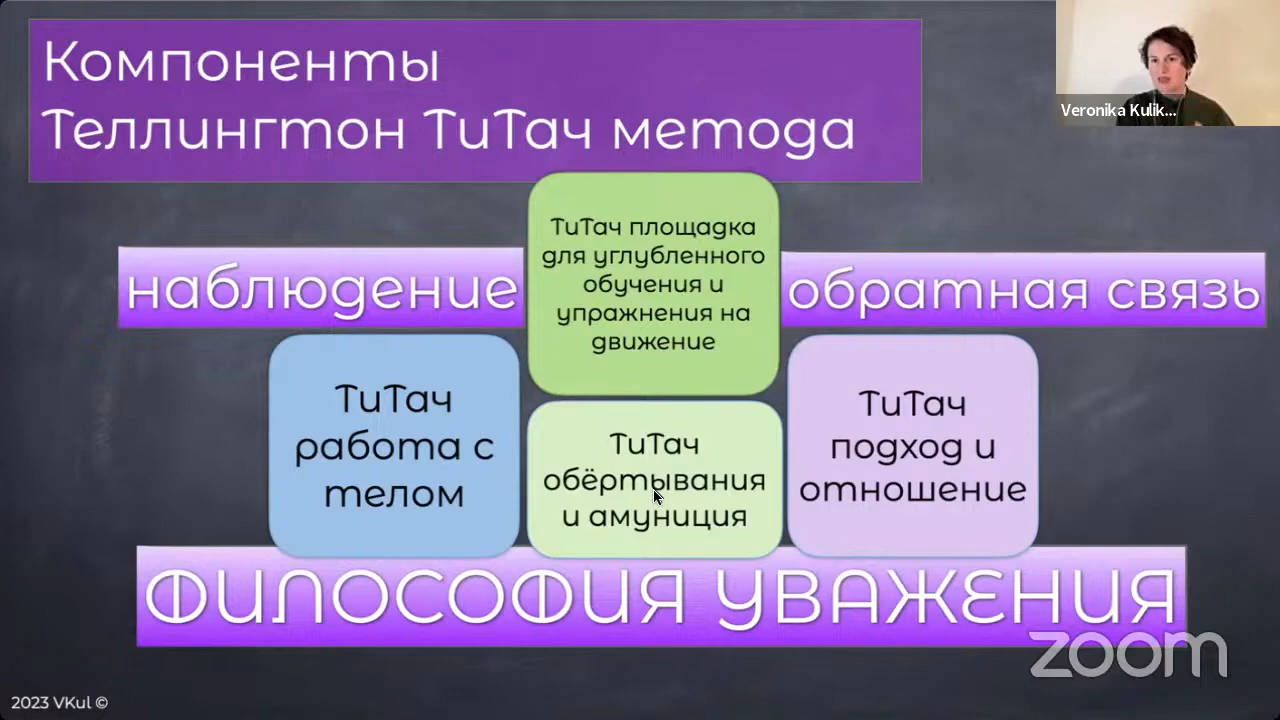 Компоненты
Теллингтон ТиТач метода
Veronika Kulik...
ТиТач площадка
для углубленного
обучения и
упражнения на
движение
наблюдение
обратная связь
ТиТач
работа с
телом
ТиТач
обёртывания
и амуниция
ТиТач
подход и
отношение
ФИЛОСОФИЯ УВАЖЕНИЯ
zoom
2023 VKul ©